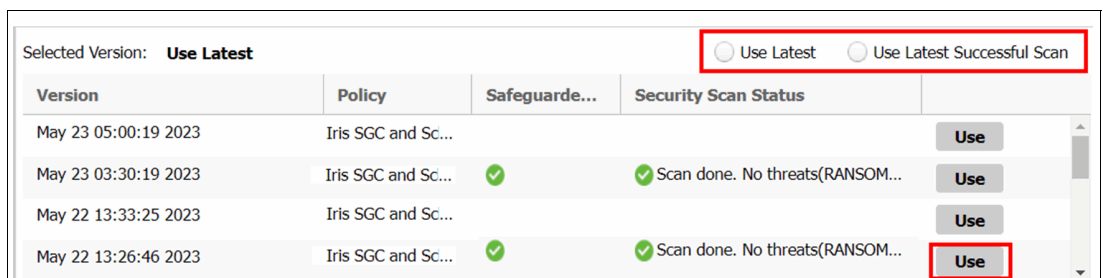 Selected Version: Use Latest Use Latest Use Latest Successful Scan
Version Policy Safeguarde... Security Scan Status
May 23 05:00:19 2023 Iris SGC and Sc... Use
May 23 03:30:19 2023 Iris SGC and Sc... Scan done. No threats(RANSOM... Use
May 22 13:33:25 2023 Iris SGC and Sc... Use
May 22 13:26:46 2023 Iris SGC and Sc... Scan done. No threats(RANSOM... Use